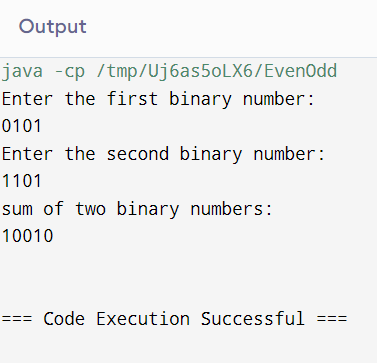 Output
java -cp /tmp/Uj6as5oLX6/EvenOdd
Enter the first binary number:
0101
Enter the second binary number:
1101
sum of two binary numbers:
10010
=== Code Execution Successful ===